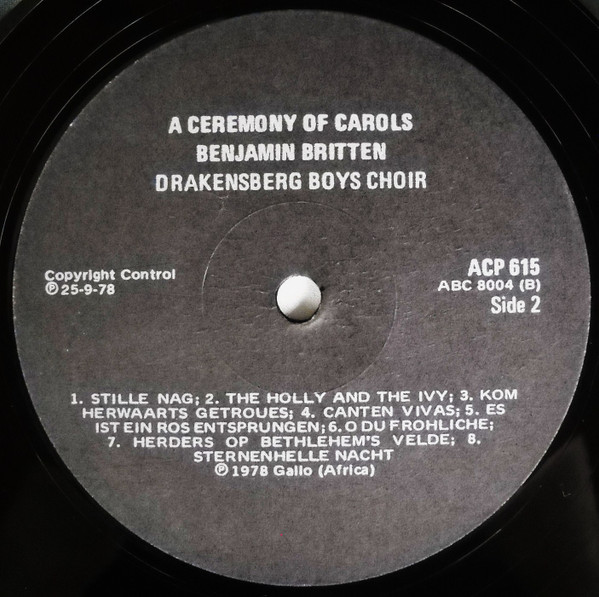 A CEREMONY OF CAROLS
BENJAMIN BRITTEN
DRAKENSBERG BOYS CHOIR
Copyright Control
℗ 25-9-78
ACP 615
ABC 8004 (B)
Side 2
1. STILLE NAG; 2. THE HOLLY AND THE IVY; 3. KOM
HERWAARTS GETROUES; 4. CANTEN VIVAS; 5. ES
IST EIN ROS ENTSPRUNGEN; 6. O DU FROHLICHE;
7. HERDERS OP BETHLEHEM'S VELDE; 8.
STERNENHELLE NACHT
℗ 1978 Gallo (Africa)